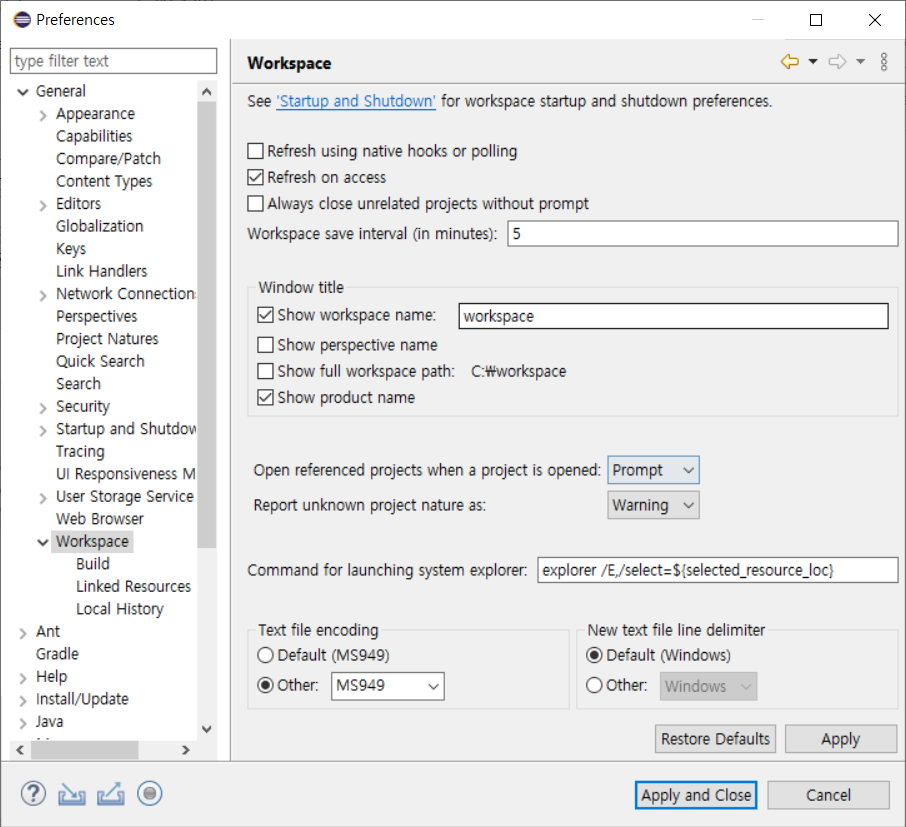 Preferences
type filter text
General
Appearance
Capabilities
Compare/Patch
Content Types
Editors
Globalization
Keys
Link Handlers
Network Connection
Perspectives
Project Natures
Quick Search
Search
Security
Startup and Shutdow
Tracing
UI Responsiveness M
User Storage Service
Web Browser
Workspace
Build
Linked Resources
Local History
Ant
Gradle
Help
Install/Update
Java
Workspace
See 'Startup and Shutdown' for workspace startup and shutdown preferences.
Refresh using native hooks or polling
Refresh on access
Always close unrelated projects without prompt
Workspace save interval (in minutes): 5
Window title
Show workspace name: workspace
Show perspective name
Show full workspace path: C:₩workspace
Show product name
Open referenced projects when a project is opened: Prompt
Report unknown project nature as: Warning
Command for launching system explorer: explorer /E,/select=${selected_resource_loc}
Text file encoding
Default (MS949)
Other: MS949
New text file line delimiter
Default (Windows)
Other: Windows
Restore Defaults Apply
? Apply and Close Cancel